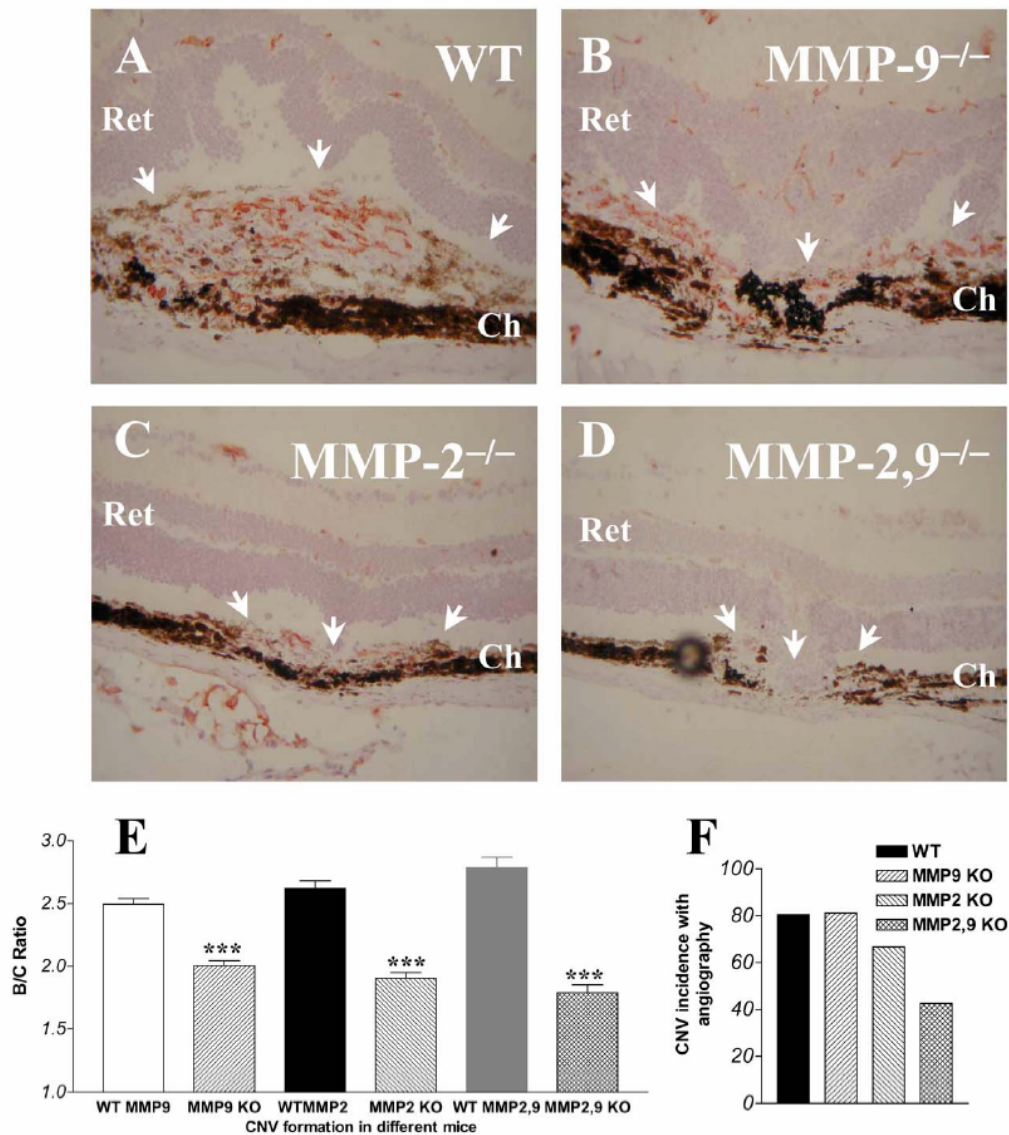 A
WT
Ret
Ch
B
MMP-9⁻/⁻
Ret
Ch
C
MMP-2⁻/⁻
Ret
Ch
D
MMP-2,9⁻/⁻
Ret
Ch
E
B/C Ratio
3.0
2.5
2.0
1.5
1.0
***
***
***
WT MMP9
MMP9 KO
WTMMP2
MMP2 KO
WT MMP2,9
MMP2,9 KO
CNV formation in different mice
F
WT
MMP9 KO
MMP2 KO
MMP2,9 KO
CNV incidence with
angiography
100
80
60
40
20
0